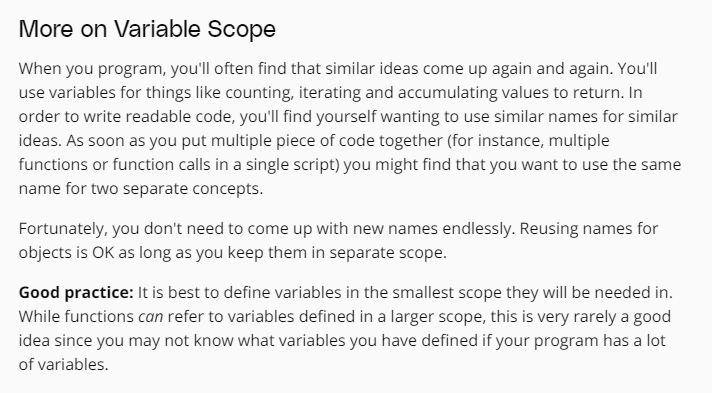 More on Variable Scope
When you program, you'll often find that similar ideas come up again and again. You'll
use variables for things like counting, iterating and accumulating values to return. In
order to write readable code, you'll find yourself wanting to use similar names for similar
ideas. As soon as you put multiple piece of code together (for instance, multiple
functions or function calls in a single script) you might find that you want to use the same
name for two separate concepts.
Fortunately, you don't need to come up with new names endlessly. Reusing names for
objects is OK as long as you keep them in separate scope.
Good practice: It is best to define variables in the smallest scope they will be needed in.
While functions can refer to variables defined in a larger scope, this is very rarely a good
idea since you may not know what variables you have defined if your program has a lot
of variables.